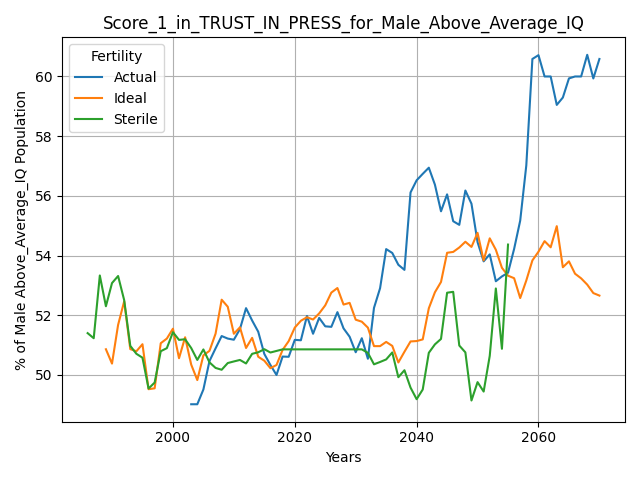 Score_1_in_TRUST_IN_PRESS_for_Male_Above_Average_IQ
Fertility
Actual
Ideal
Sterile
% of Male Above_Average_IQ Population
60
58
56
54
52
50
2000
2020
2040
2060
Years